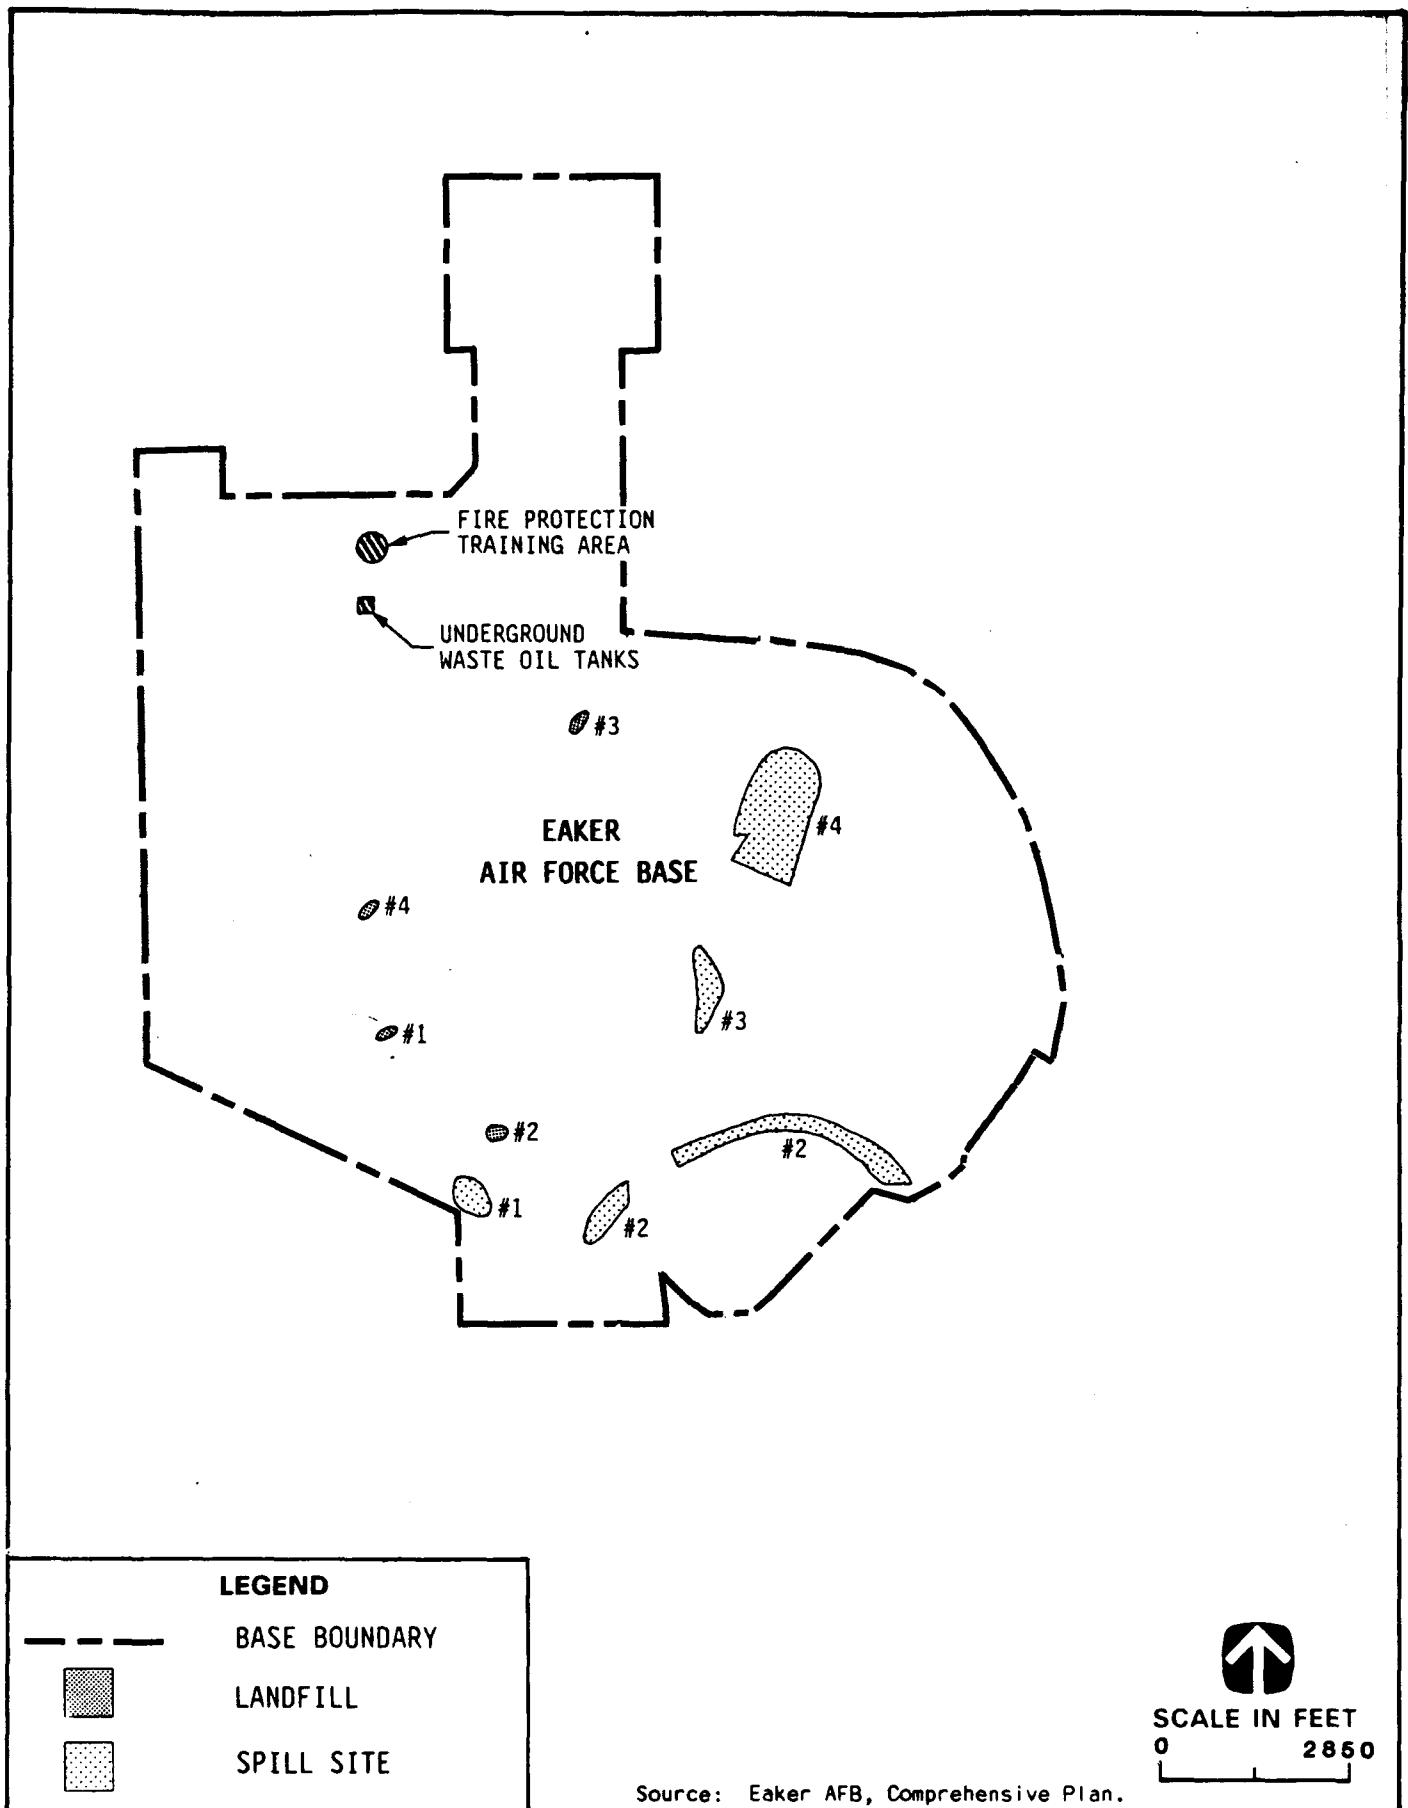 FIRE PROTECTION
TRAINING AREA
UNDERGROUND
WASTE OIL TANKS
#3
#4
EAKER
AIR FORCE BASE
#4
#3
#1
#2
#2
#1
#2
LEGEND
BASE BOUNDARY
LANDFILL
SPILL SITE
SCALE IN FEET
0 2850
Source: Eaker AFB, Comprehensive Plan.